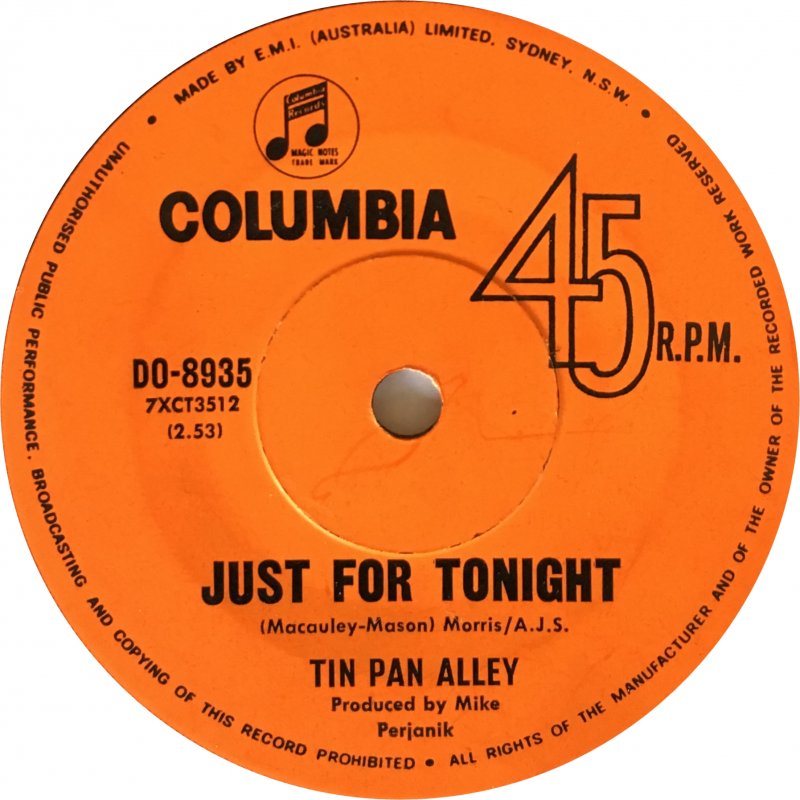 MADE BY E.M.I. (AUSTRALIA) LIMITED. SYDNEY. N.S.W.
Columbia
Records
MAGIC NOTES
TRADE MARK
COLUMBIA
45
R.P.M.
DO-8935
7XCT3512
(2.53)
JUST FOR TONIGHT
(Macauley-Mason) Morris/A.J.S.
TIN PAN ALLEY
Produced by Mike
Perjanik
UNAUTHORISED PUBLIC PERFORMANCE. BROADCASTING AND COPYING OF THIS RECORD PROHIBITED • ALL RIGHTS OF THE MANUFACTURER AND OF THE OWNER OF THE RECORDED WORK RESERVED